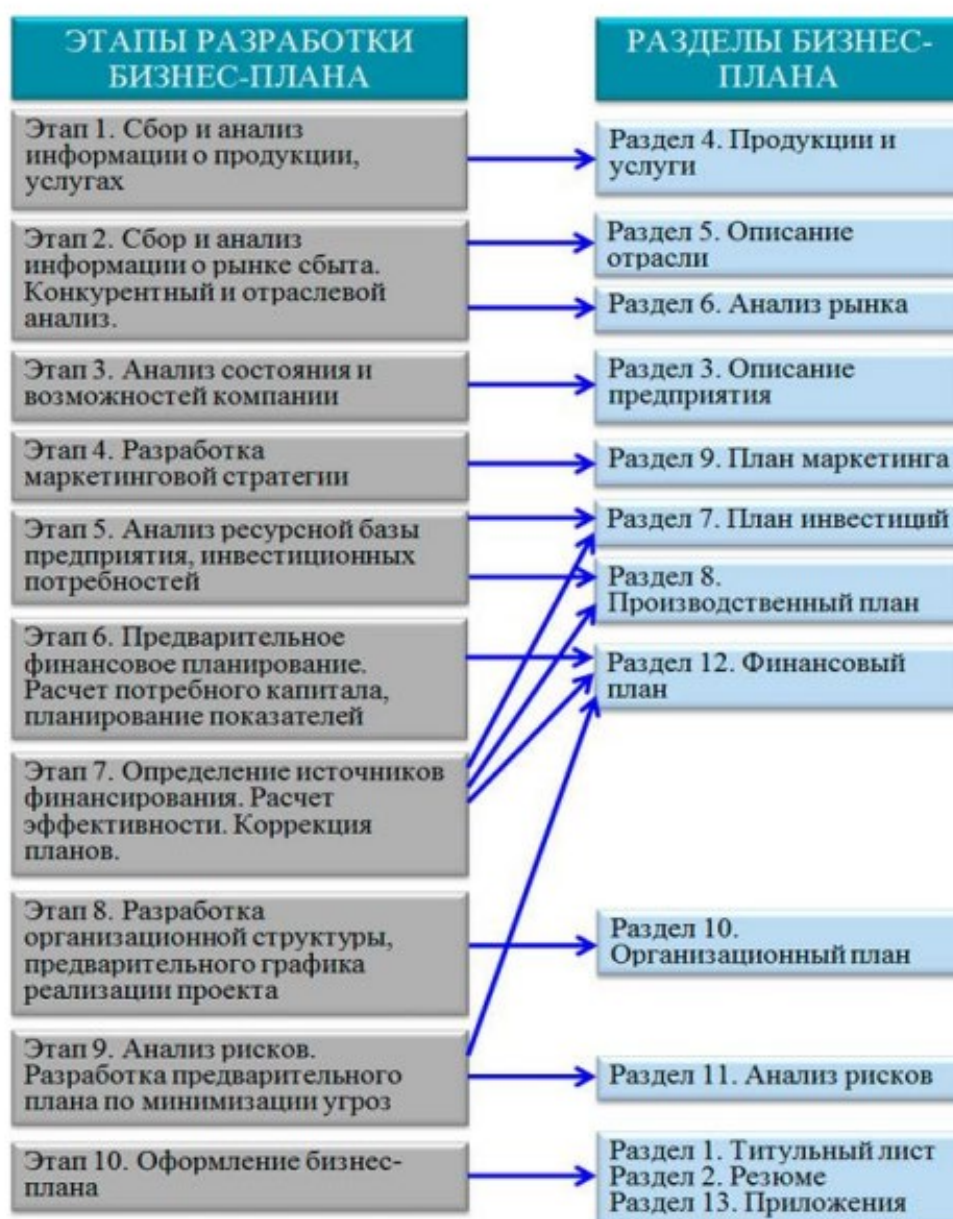 ЭТАПЫ РАЗРАБОТКИ
БИЗНЕС-ПЛАНА
РАЗДЕЛЫ БИЗНЕС-
ПЛАНА
Этап 1. Сбор и анализ
информации о продукции,
услугах
Раздел 4. Продукции и
услуги
Этап 2. Сбор и анализ
информации о рынке сбыта.
Конкурентный и отраслевой
анализ.
Раздел 5. Описание
отрасли
Раздел 6. Анализ рынка
Этап 3. Анализ состояния и
возможностей компании
Раздел 3. Описание
предприятия
Этап 4. Разработка
маркетинговой стратегии
Раздел 9. План маркетинга
Этап 5. Анализ ресурсной базы
предприятия, инвестиционных
потребностей
Раздел 7. План инвестиций
Раздел 8.
Производственный план
Этап 6. Предварительное
финансовое планирование.
Расчет потребного капитала,
планирование показателей
Раздел 12. Финансовый
план
Этап 7. Определение источников
финансирования. Расчет
эффективности. Коррекция
планов.
Этап 8. Разработка
организационной структуры,
предварительного графика
реализации проекта
Раздел 10.
Организационный план
Этап 9. Анализ рисков.
Разработка предварительного
плана по минимизации угроз
Раздел 11. Анализ рисков
Этап 10. Оформление бизнес-
плана
Раздел 1. Титульный лист
Раздел 2. Резюме
Раздел 13. Приложения